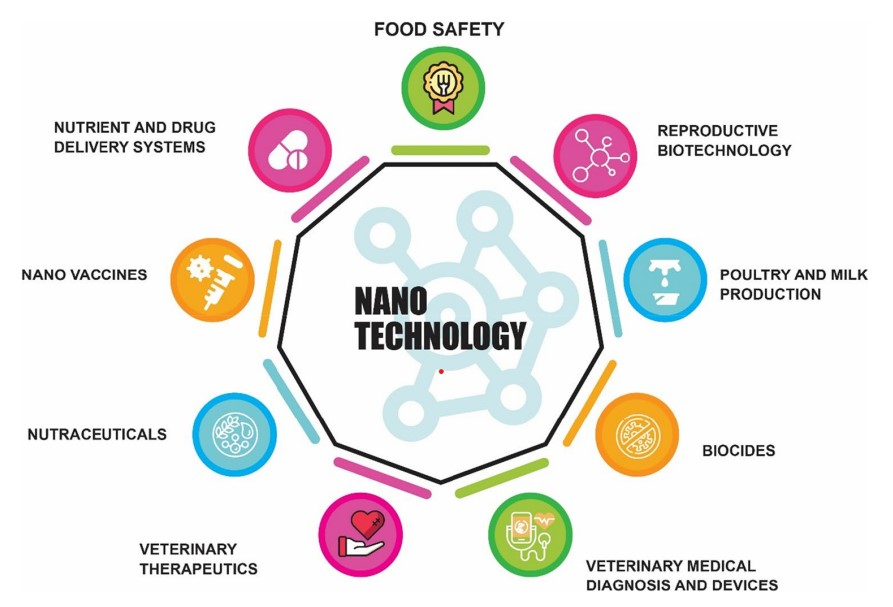 FOOD SAFETY
NUTRIENT AND DRUG
DELIVERY SYSTEMS
REPRODUCTIVE
BIOTECHNOLOGY
NANO VACCINES
POULTRY AND MILK
PRODUCTION
NANO
TECHNOLOGY
NUTRACEUTICALS
BIOCIDES
VETERINARY
THERAPEUTICS
VETERINARY MEDICAL
DIAGNOSIS AND DEVICES